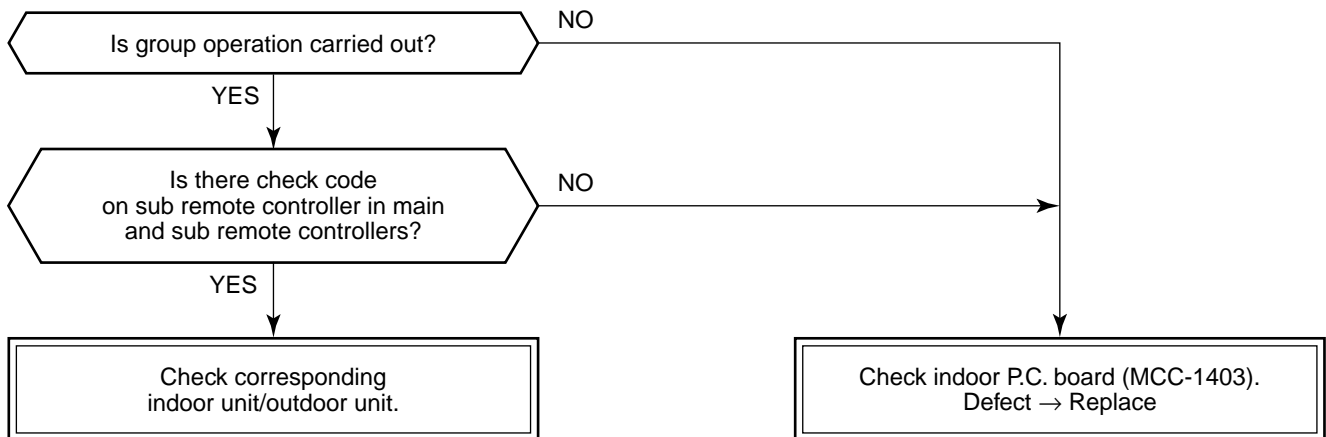 Is group operation carried out?
NO
YES
Is there check code
on sub remote controller in main
and sub remote controllers?
NO
YES
Check corresponding
indoor unit/outdoor unit.
Check indoor P.C. board (MCC-1403).
Defect → Replace